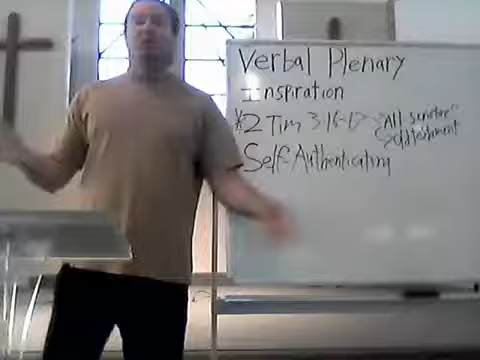 Verbal Plenary
Inspiration
*2 Tim 3:16-17 → "All scripture"
Self-Authenticating